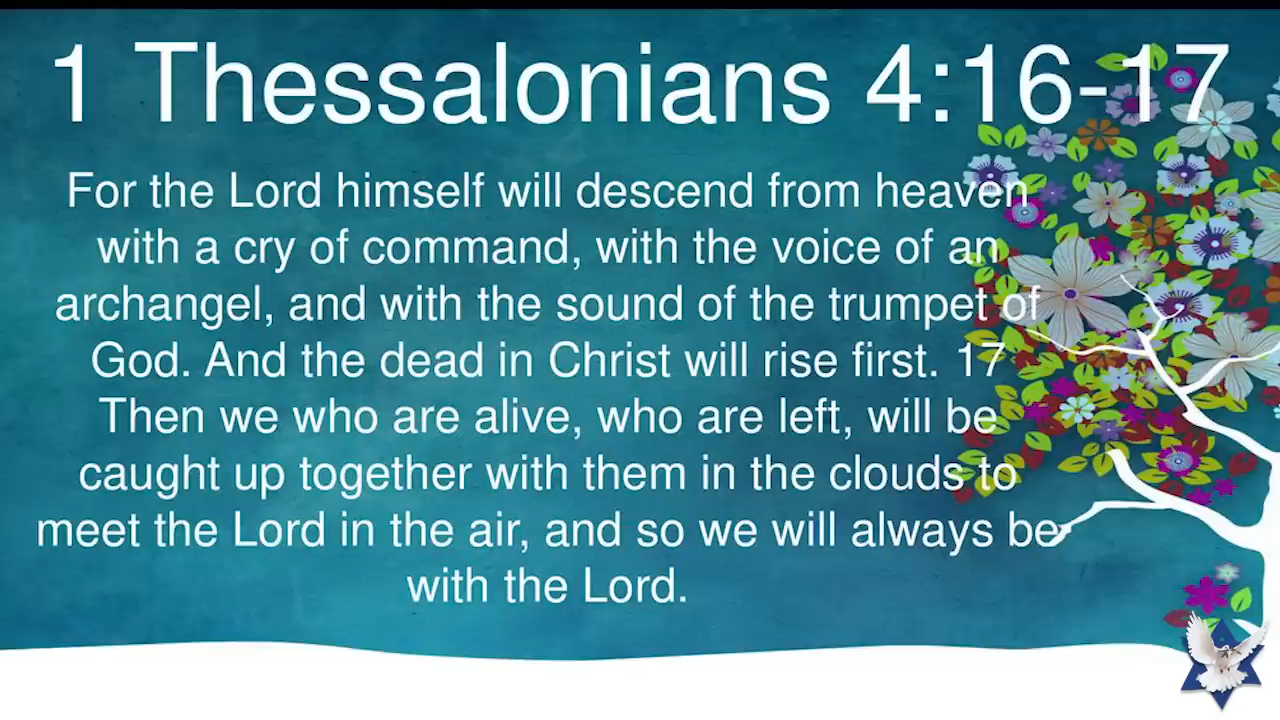 1 Thessalonians 4:16-17
For the Lord himself will descend from heaven
with a cry of command, with the voice of an
archangel, and with the sound of the trumpet of
God. And the dead in Christ will rise first. 17
Then we who are alive, who are left, will be
caught up together with them in the clouds to
meet the Lord in the air, and so we will always be
with the Lord.